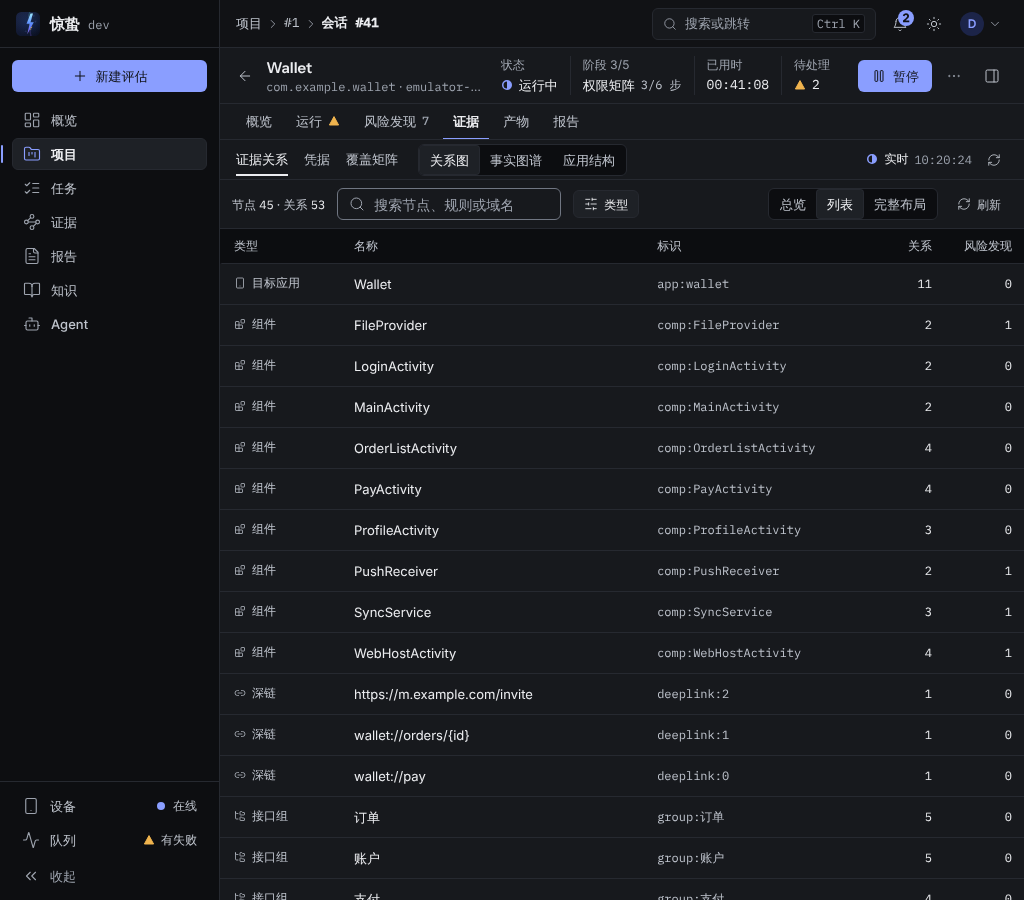 惊蛰 dev
项目 > #1 > 会话 #41
搜索或跳转 Ctrl K
2
D
新建评估
概览
项目
任务
证据
报告
知识
Agent
设备 在线
队列 有失败
收起
Wallet
com.example.wallet · emulator-…
状态
运行中
阶段 3/5
权限矩阵 3/6 步
已用时
00:41:08
待处理
2
暂停
概览 运行 风险发现 7 证据 产物 报告
证据关系 凭据 覆盖矩阵 关系图 事实图谱 应用结构 实时 10:20:24
节点 45 · 关系 53 搜索节点、规则或域名 类型 总览 列表 完整布局 刷新
类型 名称 标识 关系 风险发现
目标应用 Wallet app:wallet 11 0
组件 FileProvider comp:FileProvider 2 1
组件 LoginActivity comp:LoginActivity 2 0
组件 MainActivity comp:MainActivity 2 0
组件 OrderListActivity comp:OrderListActivity 4 0
组件 PayActivity comp:PayActivity 4 0
组件 ProfileActivity comp:ProfileActivity 3 0
组件 PushReceiver comp:PushReceiver 2 1
组件 SyncService comp:SyncService 3 1
组件 WebHostActivity comp:WebHostActivity 4 1
深链 https://m.example.com/invite deeplink:2 1 0
深链 wallet://orders/{id} deeplink:1 1 0
深链 wallet://pay deeplink:0 1 0
接口组 订单 group:订单 5 0
接口组 账户 group:账户 5 0
接口组 支付 group:支付 4 0